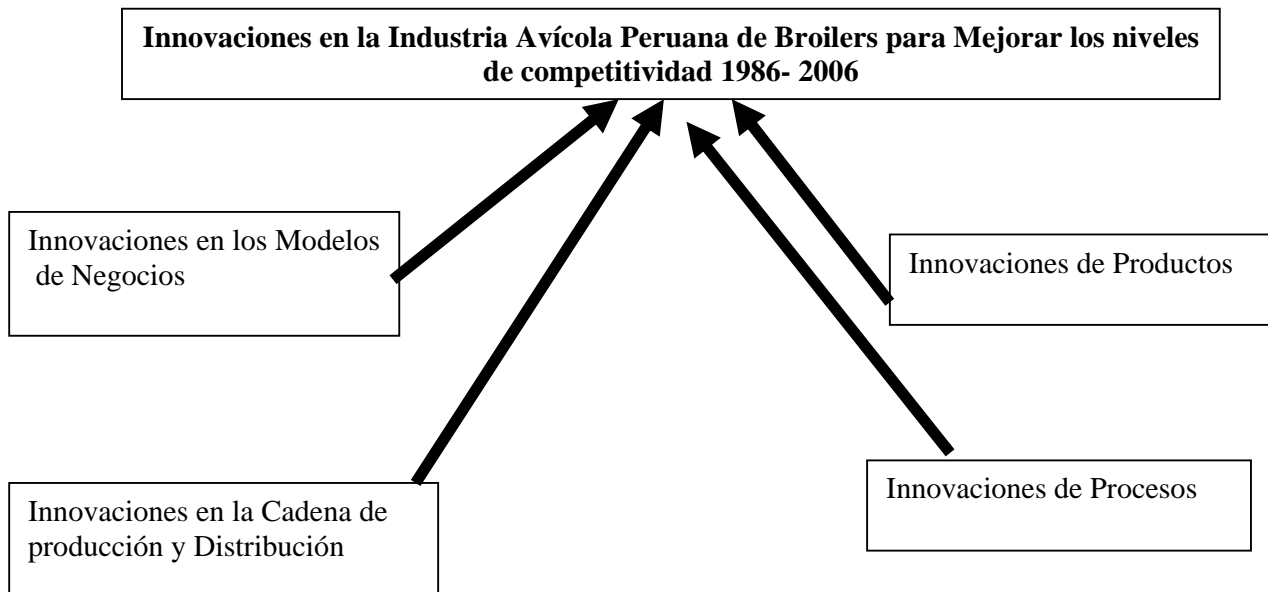 Innovaciones en la Industria Avícola Peruana de Broilers para Mejorar los niveles
de competitividad 1986- 2006
Innovaciones en los Modelos
de Negocios
Innovaciones de Productos
Innovaciones en la Cadena de
producción y Distribución
Innovaciones de Procesos